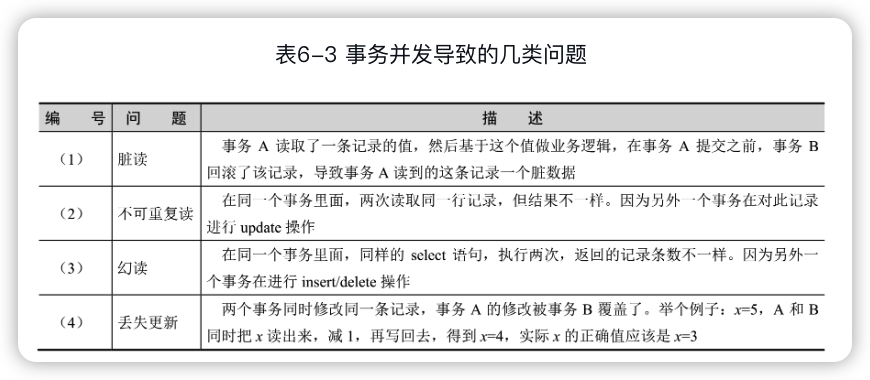 表6-3 事务并发导致的几类问题
编 号 问 题 描 述
（1） 脏读 事务 A 读取了一条记录的值，然后基于这个值做业务逻辑，在事务 A 提交之前，事务 B
回滚了该记录，导致事务 A 读到的这条记录一个脏数据
（2） 不可重复读 在同一个事务里面，两次读取同一行记录，但结果不一样。因为另外一个事务在对此记录
进行 update 操作
（3） 幻读 在同一个事务里面，同样的 select 语句，执行两次，返回的记录条数不一样。因为另外一
个事务在进行 insert/delete 操作
（4） 丢失更新 两个事务同时修改同一条记录，事务 A 的修改被事务 B 覆盖了。举个例子：x=5，A 和 B
同时把 x 读出来，减 1，再写回去，得到 x=4，实际 x 的正确值应该是 x=3